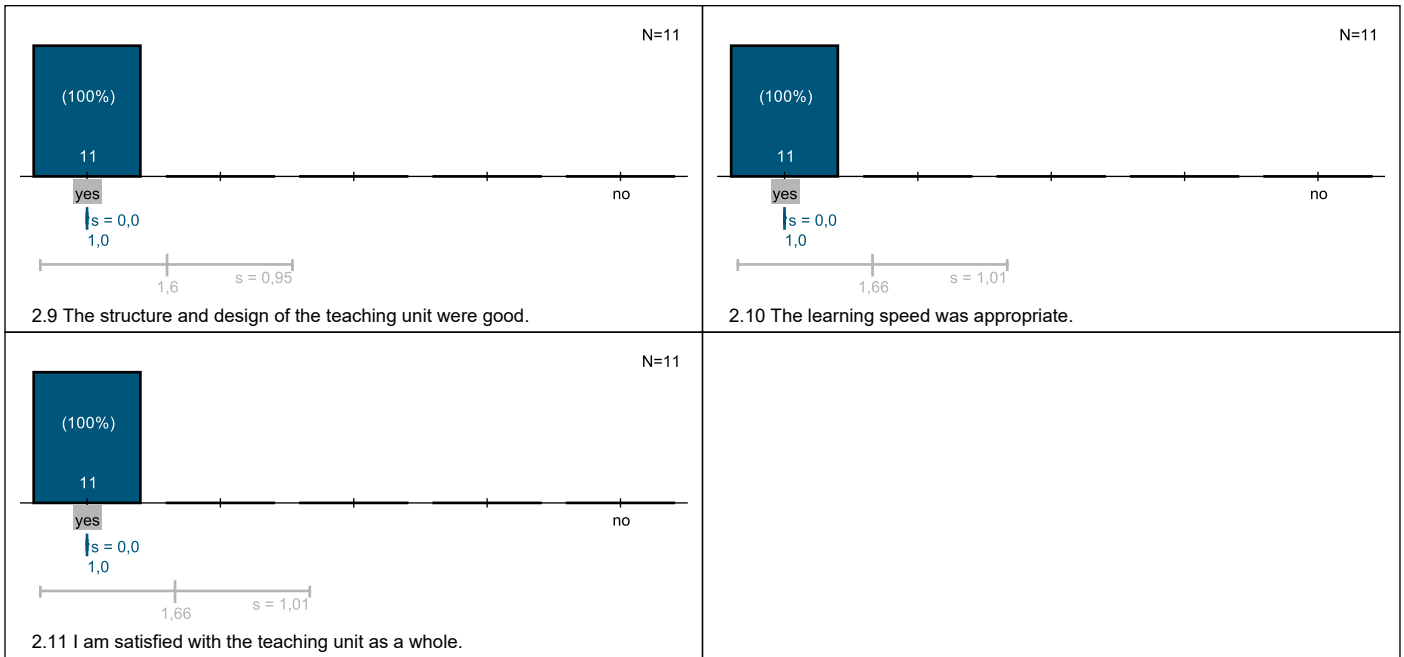 N=11
(100%)
11
yes
no
s = 0,0
1,0
s = 0,95
1,6
2.9 The structure and design of the teaching unit were good.
N=11
(100%)
11
yes
no
s = 0,0
1,0
s = 1,01
1,66
2.10 The learning speed was appropriate.
N=11
(100%)
11
yes
no
s = 0,0
1,0
s = 1,01
1,66
2.11 I am satisfied with the teaching unit as a whole.